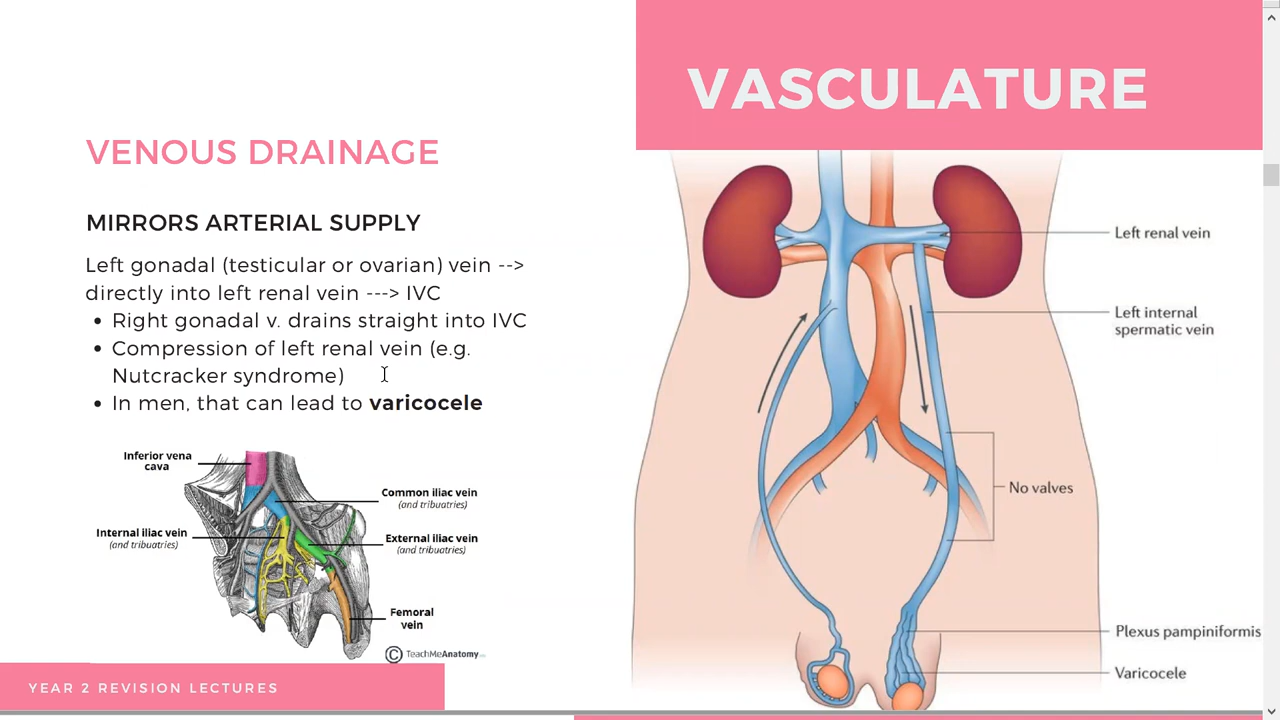 VASCULATURE
VENOUS DRAINAGE
MIRRORS ARTERIAL SUPPLY
Left gonadal (testicular or ovarian) vein -->
directly into left renal vein ---> IVC
• Right gonadal v. drains straight into IVC
• Compression of left renal vein (e.g.
Nutcracker syndrome)
• In men, that can lead to varicocele
Inferior vena
cava
Common iliac vein
(and tribuatries)
Internal iliac vein
(and tribuatries)
External iliac vein
(and tribuatries)
Femoral
vein
© TeachMeAnatomy
Left renal vein
Left internal
spermatic vein
No valves
Plexus pampiniformis
Varicocele
YEAR 2 REVISION LECTURES